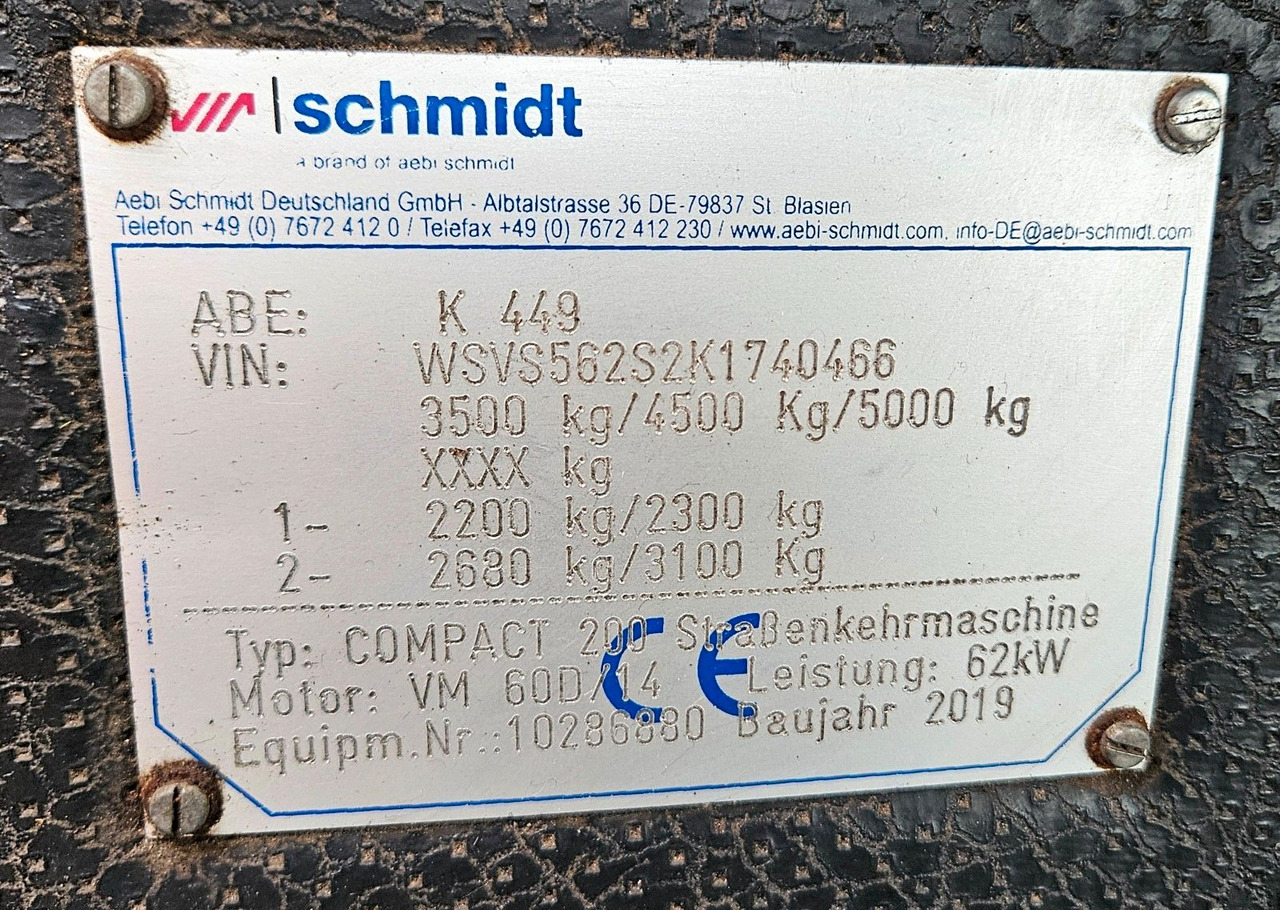 schmidt
a brand of aebi schmidt
Aebi Schmidt Deutschland GmbH - Albtalstrasse 36 DE-79837 St. Blasien
Telefon +49 (0) 7672 412 0 / Telefax +49 (0) 7672 412 230 / www.aebi-schmidt.com, info-DE@aebi-schmidt.com
ABE: K 449
VIN: WSVS562S2K1740466
3500 kg/4500 Kg/5000 kg
XXXX kg
1- 2200 kg/2300 kg
2- 2680 kg/3100 Kg
Typ: COMPACT 200 Straßenkehrmaschine
Motor: VM 60D/14 Leistung: 62kW
Equipm.Nr.:10286880 Baujahr 2019
CE